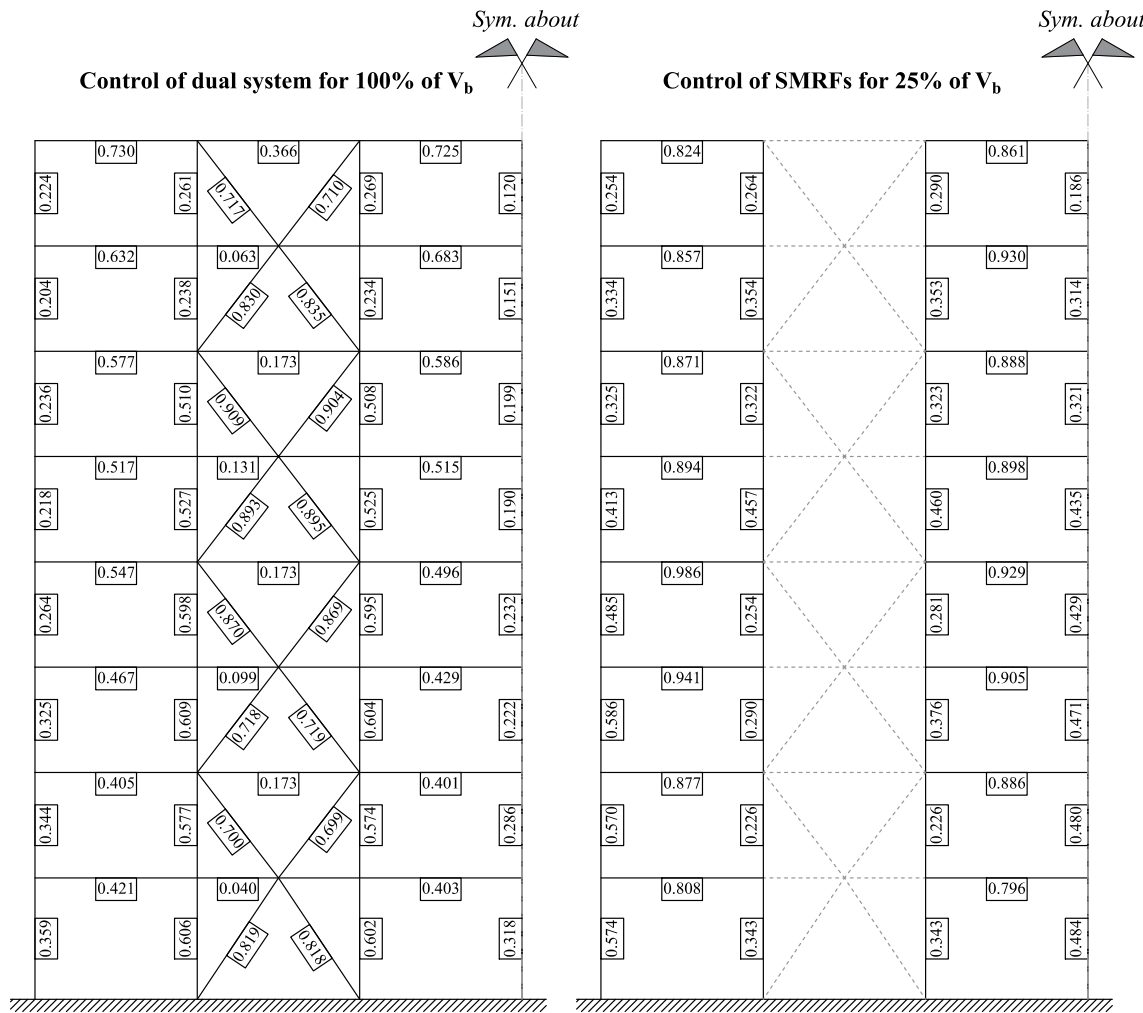 Sym. about
Sym. about
Control of dual system for 100% of V_b
Control of SMRFs for 25% of V_b
0.730 0.366 0.725 0.824 0.861
0.224 0.261 0.717 0.710 0.269 0.120 0.254 0.264 0.290 0.186
0.632 0.063 0.683 0.857 0.930
0.204 0.238 0.830 0.835 0.234 0.151 0.334 0.354 0.353 0.314
0.577 0.173 0.586 0.871 0.888
0.236 0.510 0.909 0.904 0.508 0.199 0.325 0.322 0.323 0.321
0.517 0.131 0.515 0.894 0.898
0.218 0.527 0.893 0.895 0.525 0.190 0.413 0.457 0.460 0.435
0.547 0.173 0.496 0.986 0.929
0.264 0.598 0.870 0.869 0.595 0.232 0.485 0.254 0.281 0.429
0.467 0.099 0.429 0.941 0.905
0.325 0.609 0.718 0.719 0.604 0.222 0.586 0.290 0.376 0.471
0.405 0.173 0.401 0.877 0.886
0.344 0.577 0.700 0.699 0.574 0.286 0.570 0.226 0.226 0.480
0.421 0.040 0.403 0.808 0.796
0.359 0.606 0.819 0.818 0.602 0.318 0.574 0.343 0.343 0.484